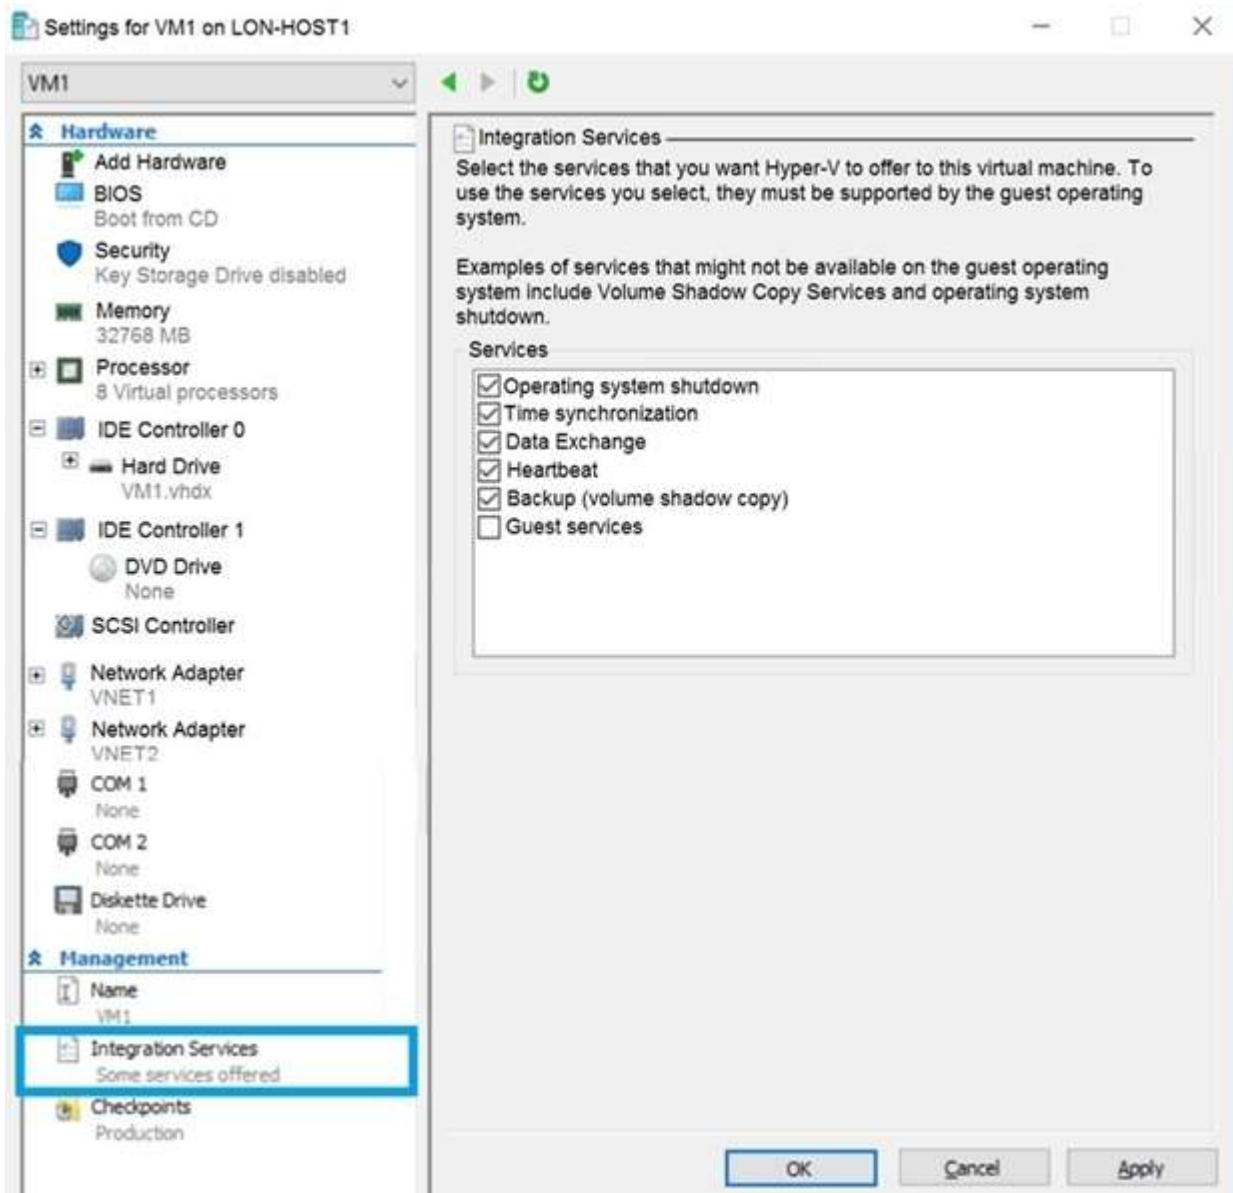 Settings for VM1 on LON-HOST1
VM1
Hardware
Add Hardware
BIOS
Boot from CD
Security
Key Storage Drive disabled
Memory
32768 MB
Processor
8 Virtual processors
IDE Controller 0
Hard Drive
VM1.vhdx
IDE Controller 1
DVD Drive
None
SCSI Controller
Network Adapter
VNET1
Network Adapter
VNET2
COM 1
None
COM 2
None
Diskette Drive
None
Management
Name
VM1
Integration Services
Some services offered
Checkpoints
Production
Integration Services
Select the services that you want Hyper-V to offer to this virtual machine. To
use the services you select, they must be supported by the guest operating
system.
Examples of services that might not be available on the guest operating
system include Volume Shadow Copy Services and operating system
shutdown.
Services
Operating system shutdown
Time synchronization
Data Exchange
Heartbeat
Backup (volume shadow copy)
Guest services
OK
Cancel
Apply